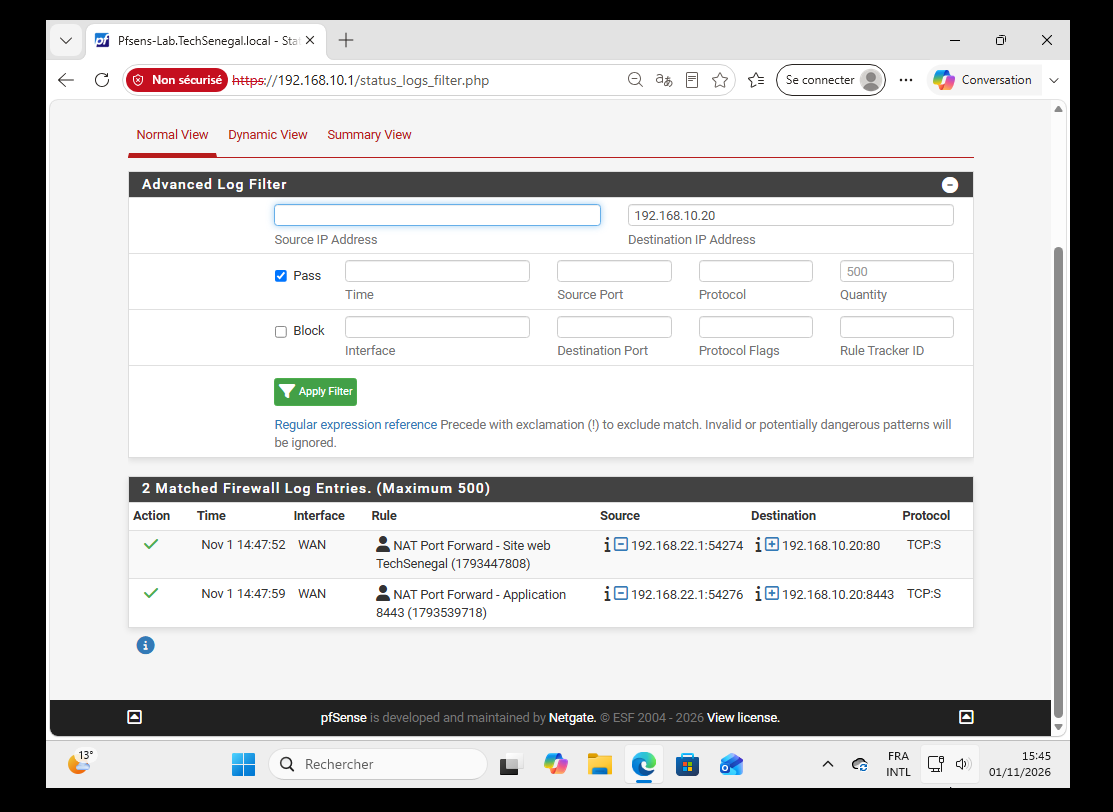 Pfsens-Lab.TechSenegal.local - Sta
Non sécurisé https://192.168.10.1/status_logs_filter.php Se connecter Conversation
Normal View Dynamic View Summary View
Advanced Log Filter
192.168.10.20
Source IP Address Destination IP Address
Pass 500
Time Source Port Protocol Quantity
Block
Interface Destination Port Protocol Flags Rule Tracker ID
Apply Filter
Regular expression reference Precede with exclamation (!) to exclude match. Invalid or potentially dangerous patterns will
be ignored.
2 Matched Firewall Log Entries. (Maximum 500)
Action Time Interface Rule Source Destination Protocol
Nov 1 14:47:52 WAN NAT Port Forward - Site web 192.168.22.1:54274 192.168.10.20:80 TCP:S
TechSenegal (1793447808)
Nov 1 14:47:59 WAN NAT Port Forward - Application 192.168.22.1:54276 192.168.10.20:8443 TCP:S
8443 (1793539718)
pfSense is developed and maintained by Netgate. © ESF 2004 - 2026 View license.
13° Rechercher FRA 15:45
INTL 01/11/2026